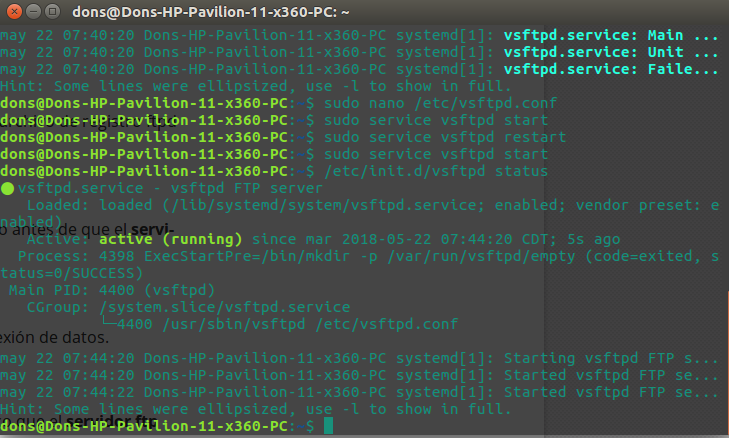 dons@Dons-HP-Pavilion-11-x360-PC: ~
may 22 07:40:20 Dons-HP-Pavilion-11-x360-PC systemd[1]: vsftpd.service: Main ...
may 22 07:40:20 Dons-HP-Pavilion-11-x360-PC systemd[1]: vsftpd.service: Unit ...
may 22 07:40:20 Dons-HP-Pavilion-11-x360-PC systemd[1]: vsftpd.service: Faile...
Hint: Some lines were ellipsized, use -l to show in full.
dons@Dons-HP-Pavilion-11-x360-PC:~$ sudo nano /etc/vsftpd.conf
dons@Dons-HP-Pavilion-11-x360-PC:~$ sudo service vsftpd start
dons@Dons-HP-Pavilion-11-x360-PC:~$ sudo service vsftpd restart
dons@Dons-HP-Pavilion-11-x360-PC:~$ sudo service vsftpd start
dons@Dons-HP-Pavilion-11-x360-PC:~$ /etc/init.d/vsftpd status
● vsftpd.service - vsftpd FTP server
Loaded: loaded (/lib/systemd/system/vsftpd.service; enabled; vendor preset: e
nabled)
o antes de que el servi-
Active: active (running) since mar 2018-05-22 07:44:20 CDT; 5s ago
Process: 4398 ExecStartPre=/bin/mkdir -p /var/run/vsftpd/empty (code=exited, s
tatus=0/SUCCESS)
Main PID: 4400 (vsftpd)
CGroup: /system.slice/vsftpd.service
└─4400 /usr/sbin/vsftpd /etc/vsftpd.conf
exión de datos.
may 22 07:44:20 Dons-HP-Pavilion-11-x360-PC systemd[1]: Starting vsftpd FTP s...
may 22 07:44:20 Dons-HP-Pavilion-11-x360-PC systemd[1]: Started vsftpd FTP se...
may 22 07:44:22 Dons-HP-Pavilion-11-x360-PC systemd[1]: Started vsftpd FTP se...
Hint: Some lines were ellipsized, use -l to show in full.
que el servidor ftp
dons@Dons-HP-Pavilion-11-x360-PC:~$